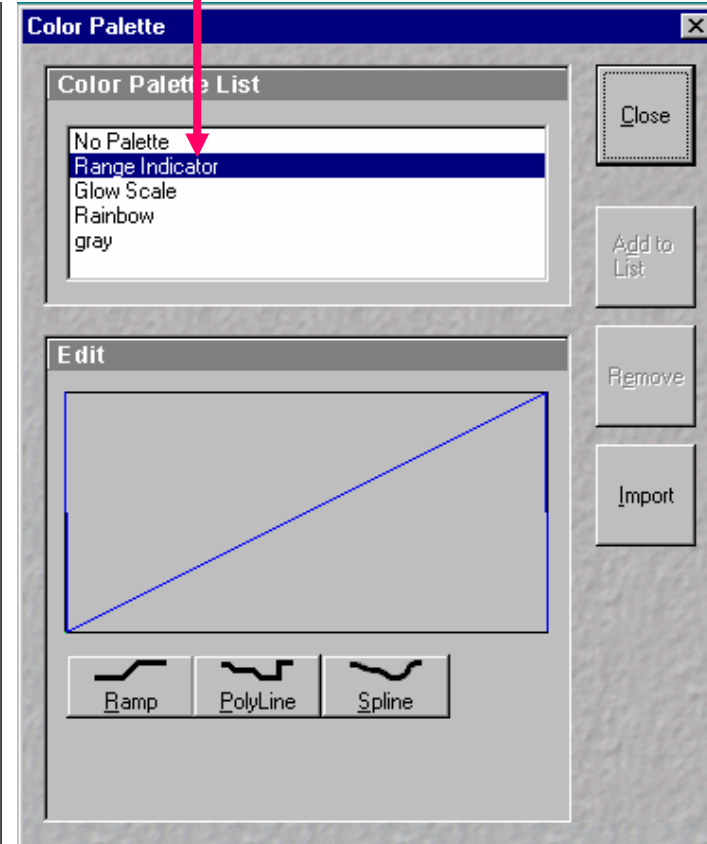 Color Palette
Color Palette List
No Palette
Range Indicator
Glow Scale
Rainbow
gray
Close
Add to
List
Remove
Import
Edit
Ramp
PolyLine
Spline